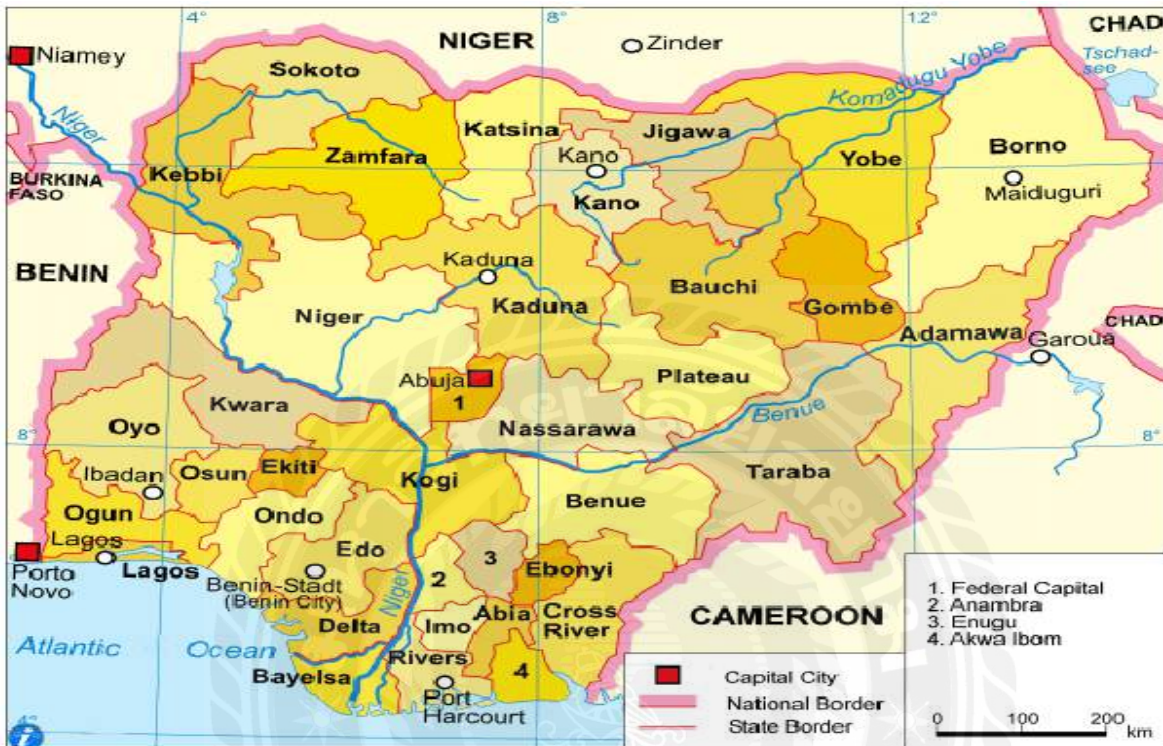 4°
8°
12°
NIGER
CHAD
Niamey
Zinder
Tschad-
see
Sokoto
Komadugu Yobe
Niger
Katsina
Jigawa
Zamfara
Kano
Yobe
Borno
Kebbi
BURKINA
FASO
Kano
Maiduguri
BENIN
Kaduna
Bauchi
Niger
Kaduna
Gombe
Adamawa
CHAD
Garoua
Abuja
1
Plateau
Kwara
Benue
Oyo
Nassarawa
8°
8°
Ibadan
Osun
Ekiti
Kogi
Taraba
Benue
Ogun
Ondo
Lagos
Edo
3
Lagos
Porto
Novo
2
Ebonyi
Benin-Stadt
(Benin City)
Niger
Abia
Cross
River
CAMEROON
Delta
Imo
Atlantic Ocean
Rivers
Bayelsa
4
Port
Harcourt
4°
1. Federal Capiital
2. Anambra
3. Enugu
4. Akwa Ibom
Capital City
National Border
State Border
0 100 200
km
i